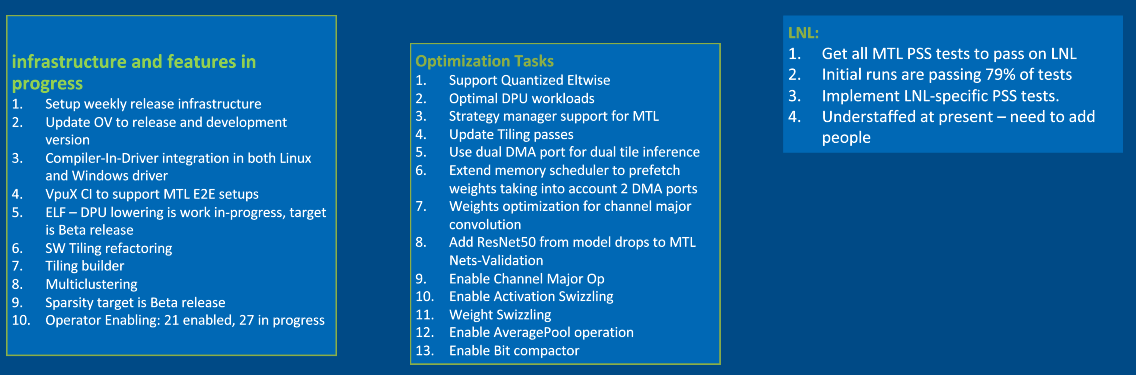 infrastructure and features in
progress
1. Setup weekly release infrastructure
2. Update OV to release and development
version
3. Compiler-In-Driver integration in both Linux
and Windows driver
4. VpuX CI to support MTL E2E setups
5. ELF – DPU lowering is work in-progress, target
is Beta release
6. SW Tiling refactoring
7. Tiling builder
8. Multiclustering
9. Sparsity target is Beta release
10. Operator Enabling: 21 enabled, 27 in progress
Optimization Tasks
1. Support Quantized Eltwise
2. Optimal DPU workloads
3. Strategy manager support for MTL
4. Update Tiling passes
5. Use dual DMA port for dual tile inference
6. Extend memory scheduler to prefetch
weights taking into account 2 DMA ports
7. Weights optimization for channel major
convolution
8. Add ResNet50 from model drops to MTL
Nets-Validation
9. Enable Channel Major Op
10. Enable Activation Swizzling
11. Weight Swizzling
12. Enable AveragePool operation
13. Enable Bit compactor
LNL:
1. Get all MTL PSS tests to pass on LNL
2. Initial runs are passing 79% of tests
3. Implement LNL-specific PSS tests.
4. Understaffed at present – need to add
people